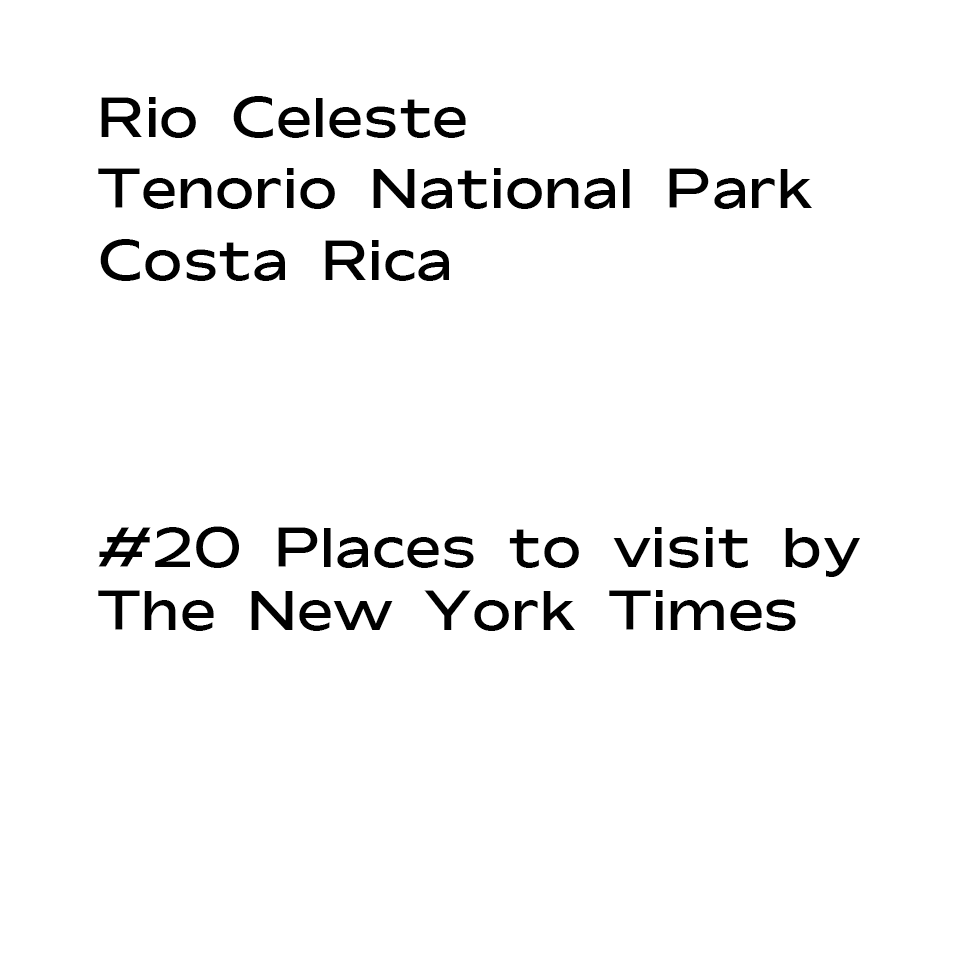 Rio Celeste
Tenorio National Park
Costa Rica
#20 Places to visit by
The New York Times